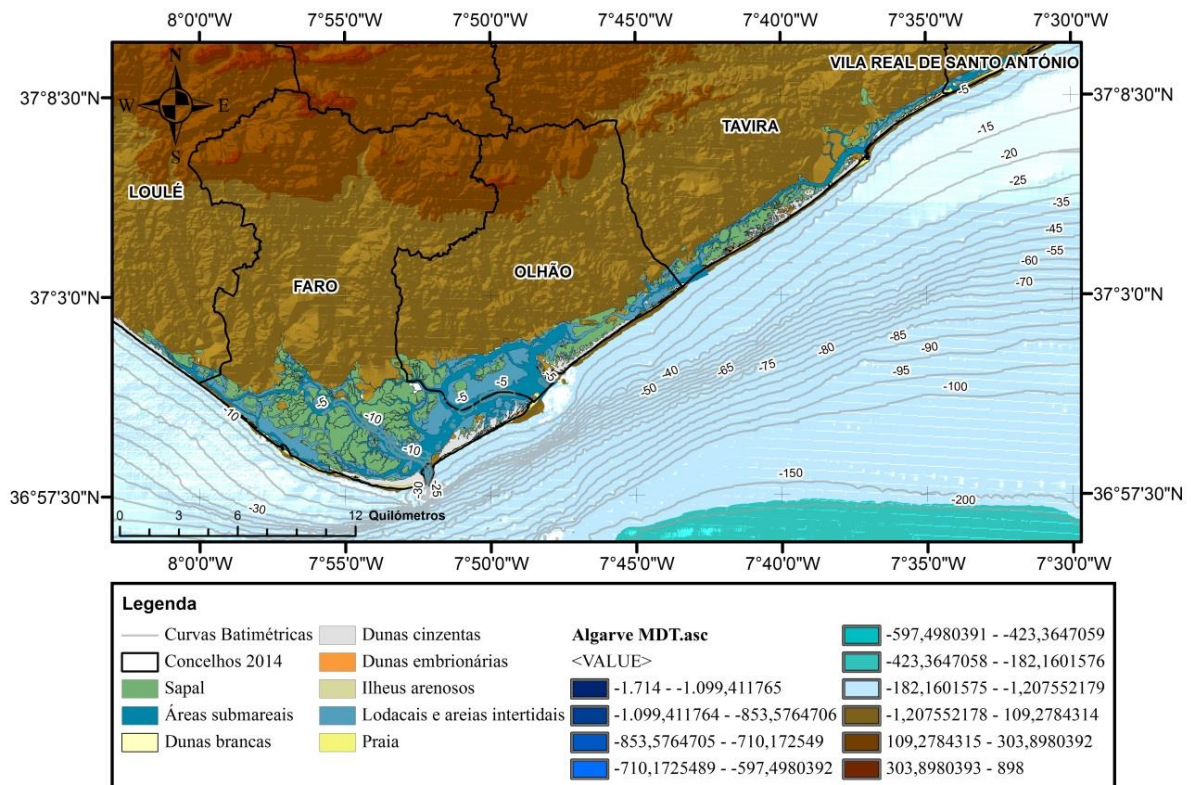 8°0'0"W 7°55'0"W 7°50'0"W 7°45'0"W 7°40'0"W 7°35'0"W 7°30'0"W
N
W E
S
VILA REAL DE SANTO ANTÓNIO
37°8'30"N
37°8'30"N
-5
TAVIRA
-15
-20
-25
LOULÉ
-35
-45
-55
-60
-70
OLHÃO
FARO
37°3'0"N
37°3'0"N
-85
-80
-90
-75
-95
-65
-100
-40
-50
-5
-5
-5
-5
-10
-10
-10
-150
-200
-30
-25
-30
36°57'30"N
36°57'30"N
0 3 6 9 12 Quilómetros
8°0'0"W 7°55'0"W 7°50'0"W 7°45'0"W 7°40'0"W 7°35'0"W 7°30'0"W
Legenda
Curvas Batimétricas
Concelhos 2014
Sapal
Áreas submareais
Dunas brancas
Dunas cinzentas
Dunas embrionárias
Ilheus arenosos
Lodacais e areias intertidais
Praia
Algarve MDT.asc
<VALUE>
-1.714 - -1.099,411765
-1.099,411764 - -853,5764706
-853,5764705 - -710,172549
-710,1725489 - -597,4980392
-597,4980391 - -423,3647059
-423,3647058 - -182,1601576
-182,1601575 - -1,207552179
-1,207552178 - 109,2784314
109,2784315 - 303,8980392
303,8980393 - 898